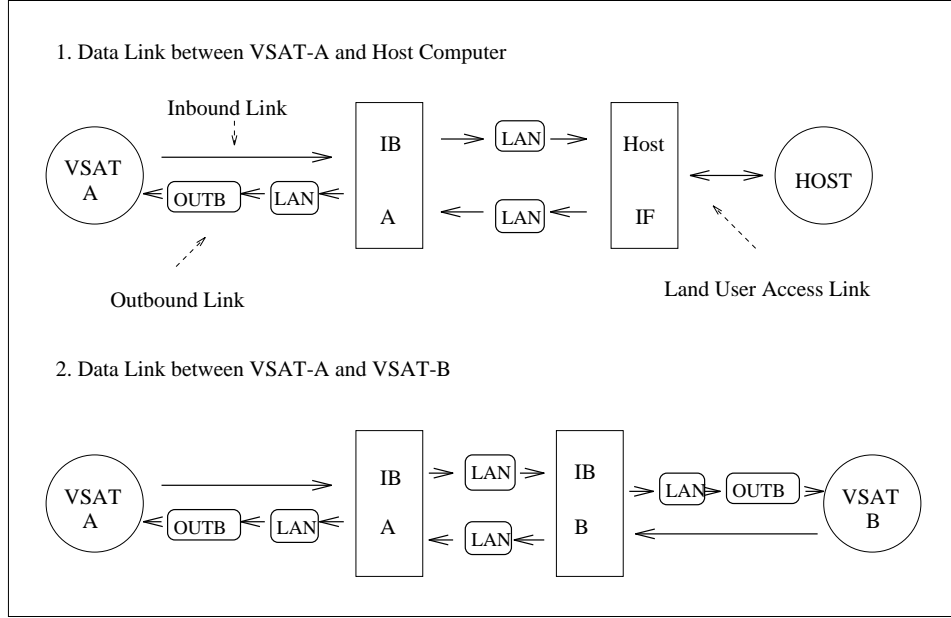 1. Data Link between VSAT-A and Host Computer
Inbound Link
VSAT
A
OUTB
LAN
IB
A
LAN
LAN
Host
IF
HOST
Outbound Link
Land User Access Link
2. Data Link between VSAT-A and VSAT-B
VSAT
A
OUTB
LAN
IB
A
LAN
LAN
IB
B
LAN
OUTB
VSAT
B